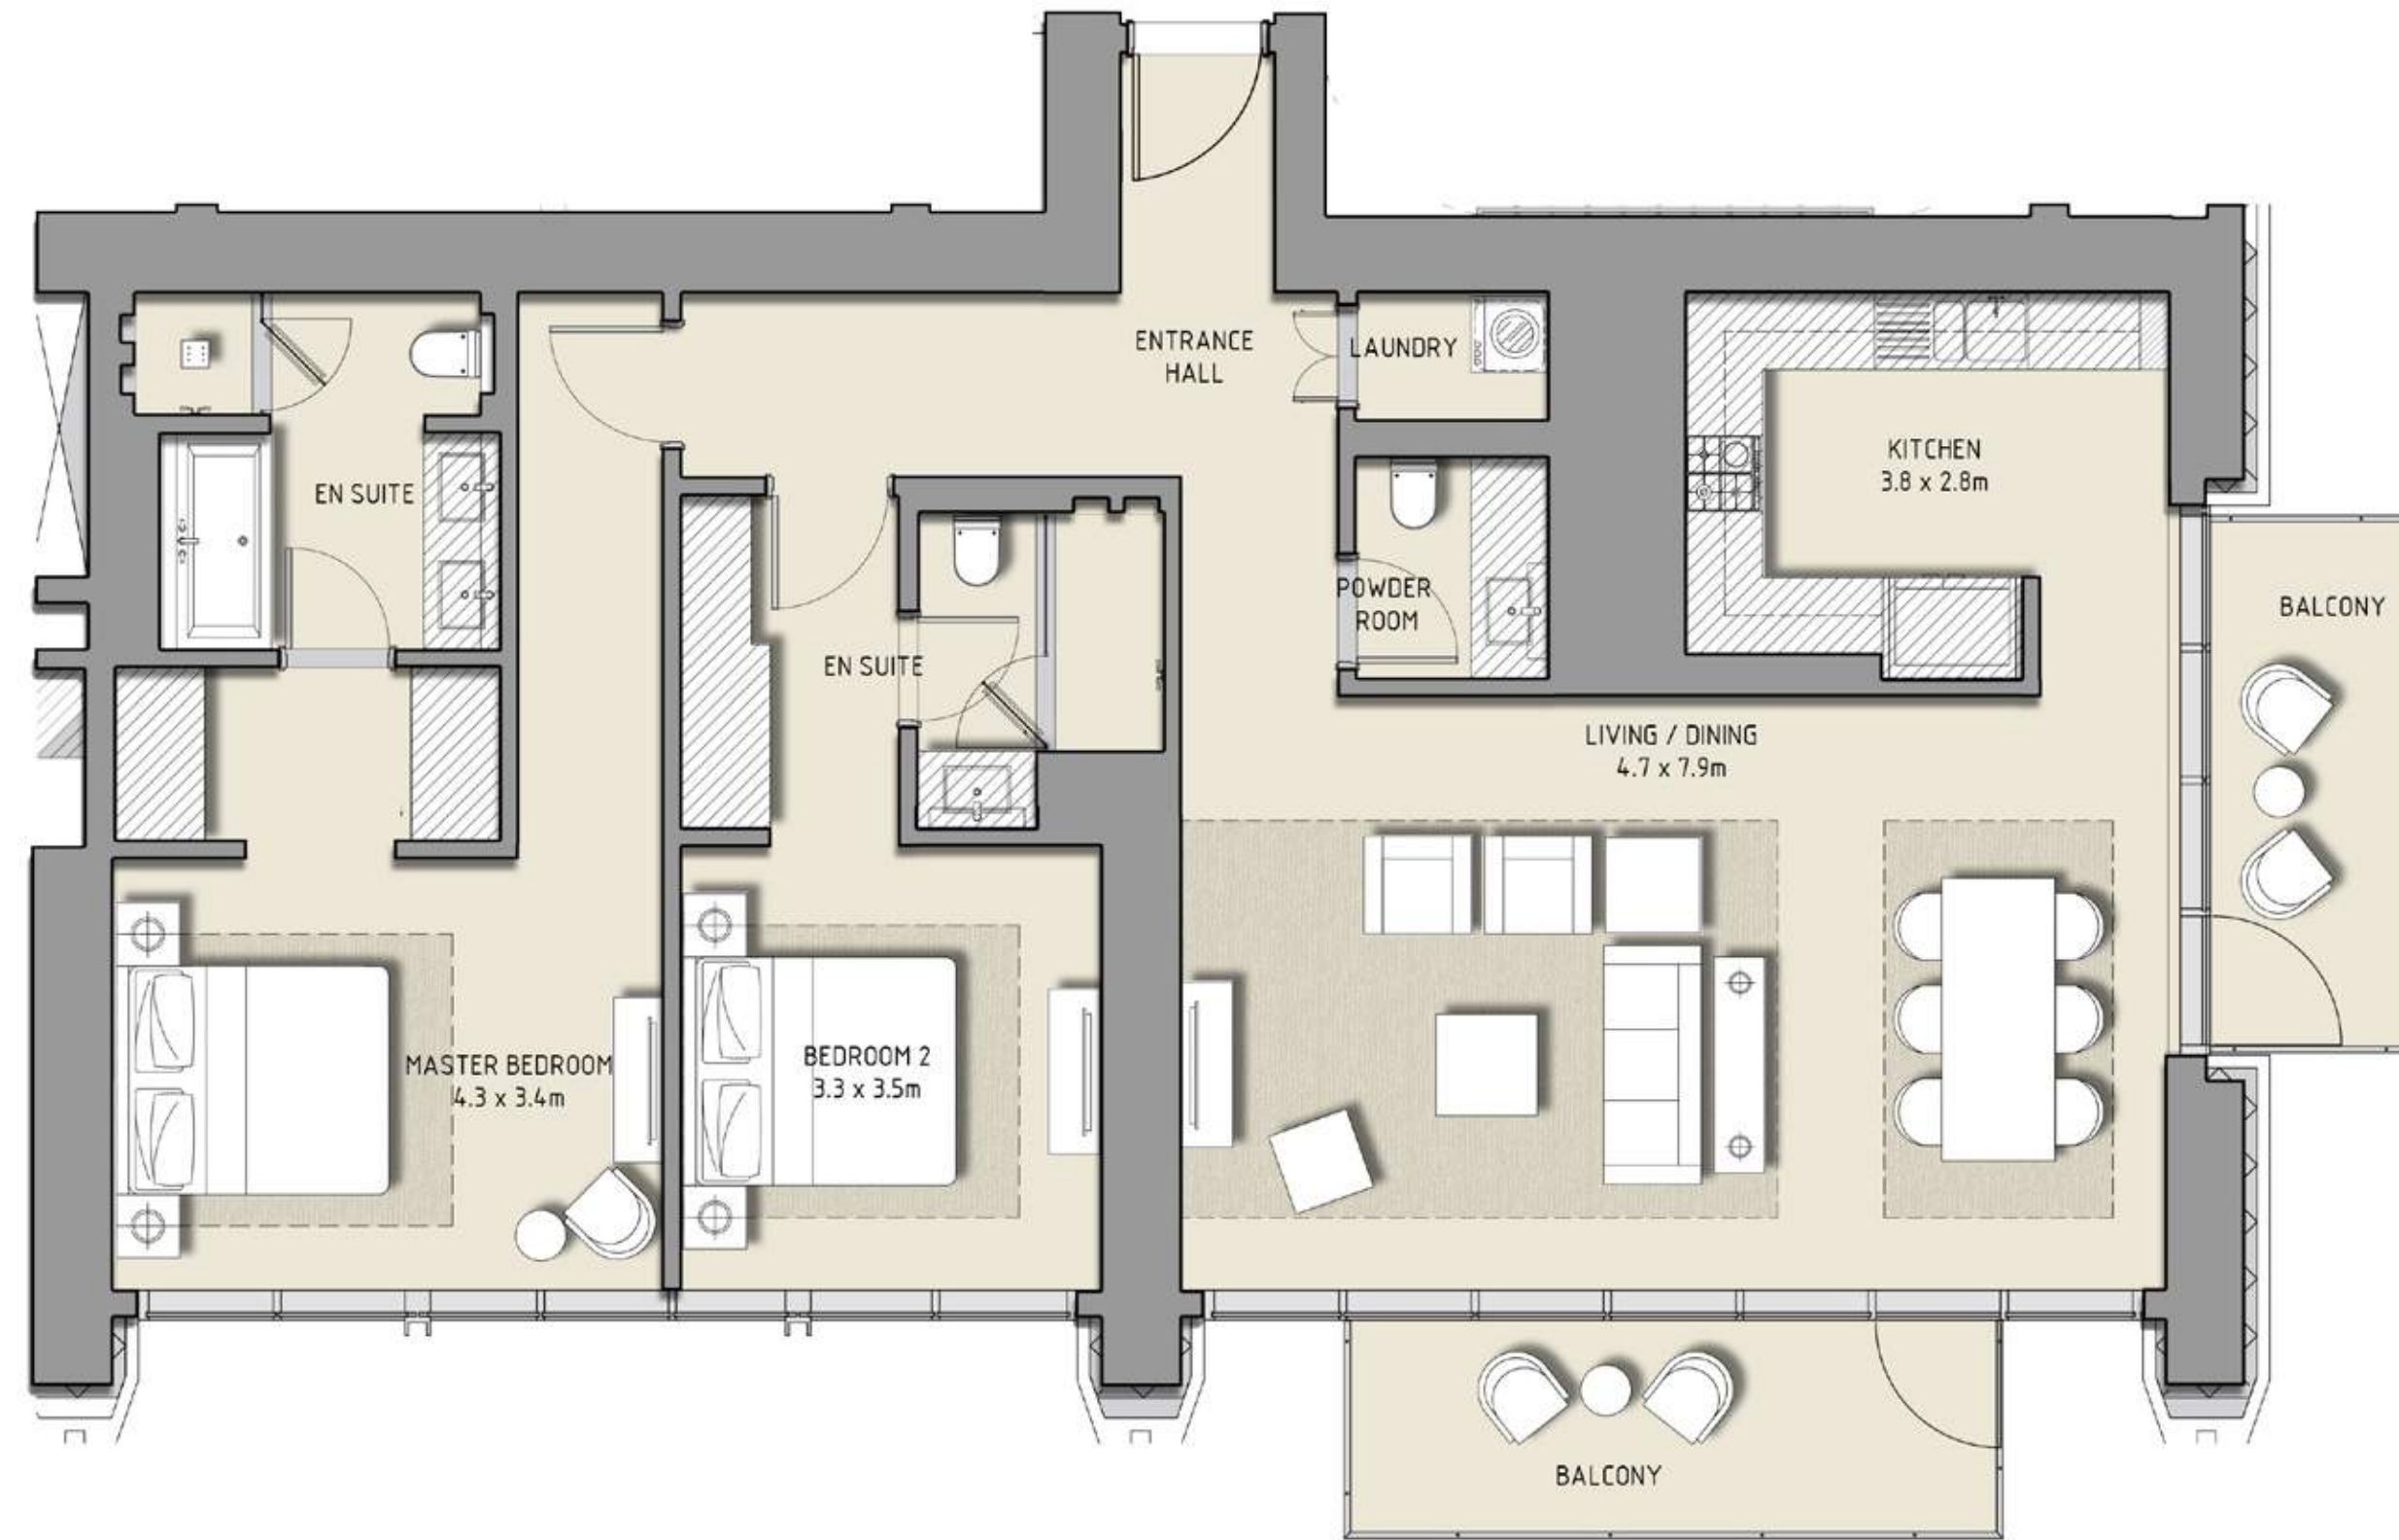 ENTRANCE
HALL
LAUNDRY
KITCHEN
3.8 x 2.8m
EN SUITE
POWDER
ROOM
BALCONY
EN SUITE
LIVING / DINING
4.7 x 7.9m
MASTER BEDROOM
4.3 x 3.4m
BEDROOM 2
3.3 x 3.5m
BALCONY